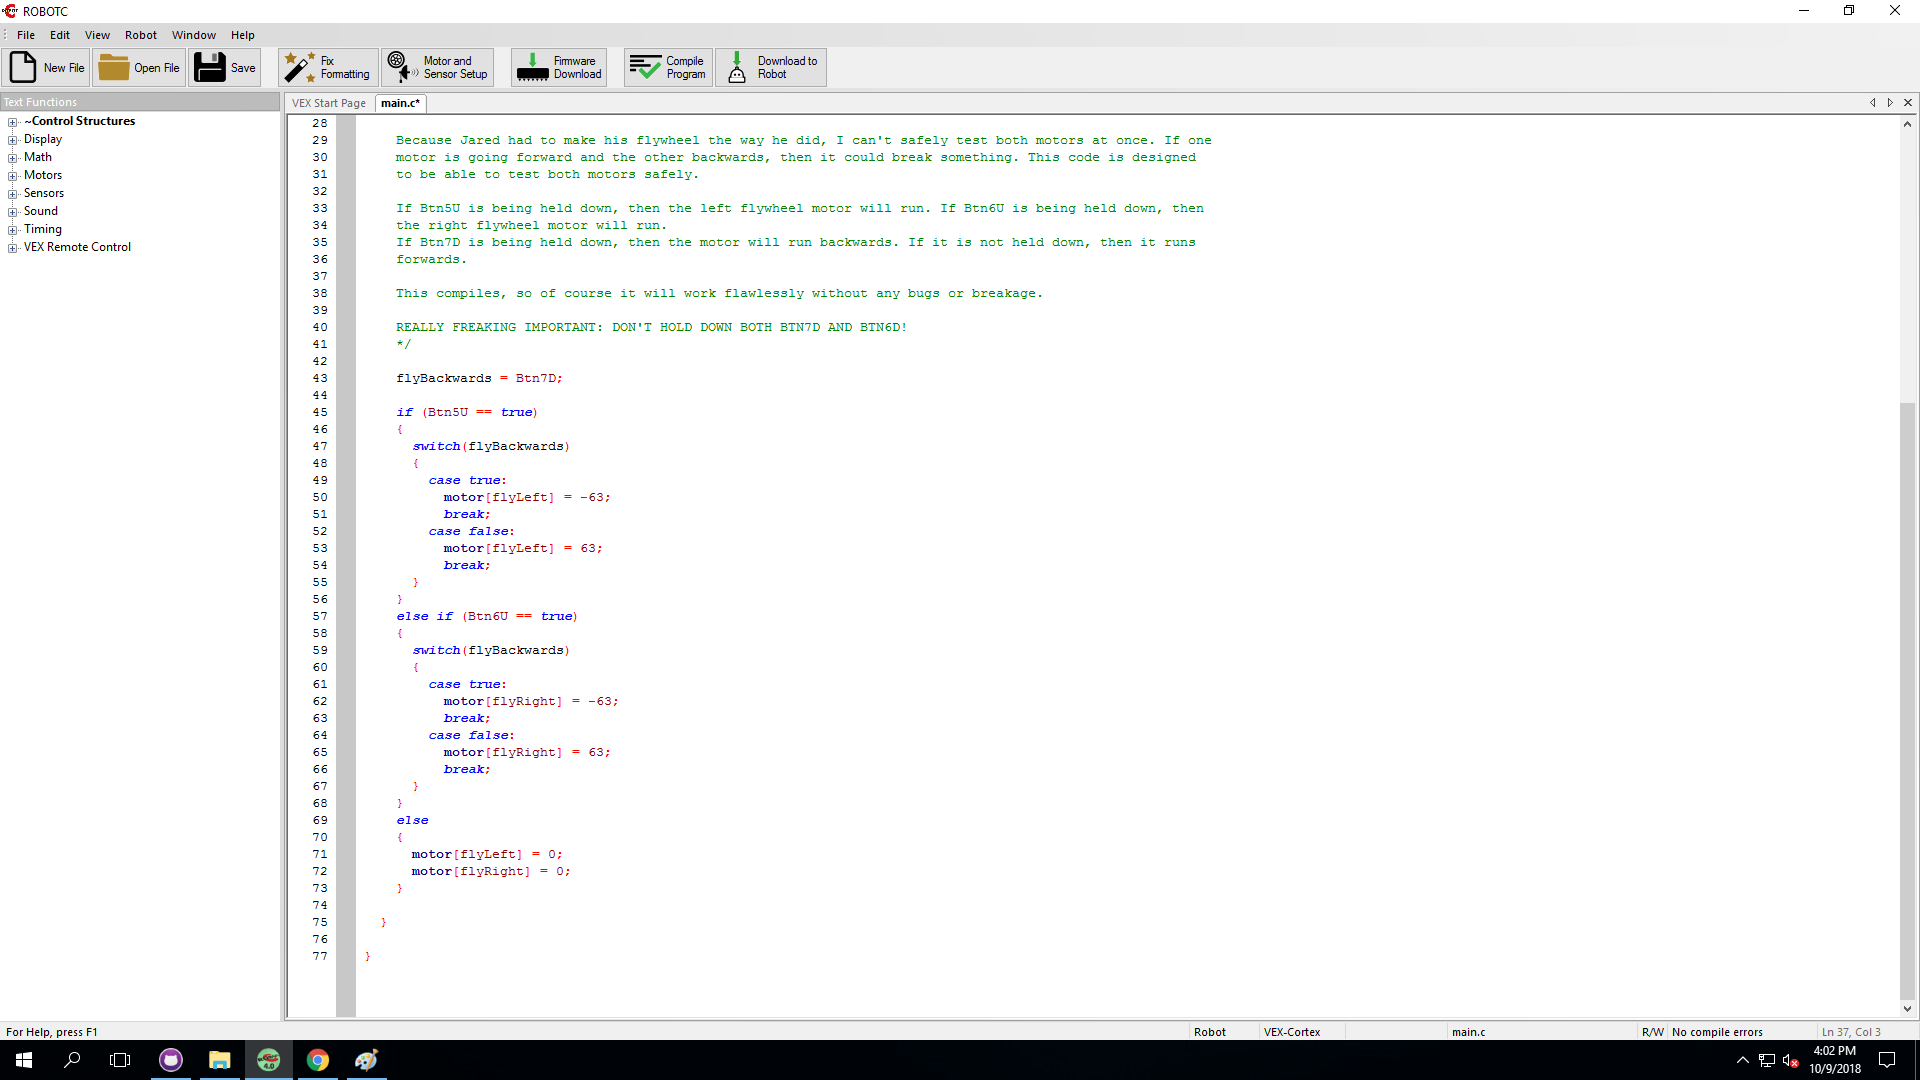 ROBOTC
File Edit View Robot Window Help
New File
Open File
Save
Fix Formatting
Motor and Sensor Setup
Firmware Download
Compile Program
Download to Robot
Text Functions
~Control Structures
Display
Math
Motors
Sensors
Sound
Timing
VEX Remote Control
VEX Start Page main.c*
28
29 Because Jared had to make his flywheel the way he did, I can't safely test both motors at once. If one
30 motor is going forward and the other backwards, then it could break something. This code is designed
31 to be able to test both motors safely.
32
33 If Btn5U is being held down, then the left flywheel motor will run. If Btn6U is being held down, then
34 the right flywheel motor will run.
35 If Btn7D is being held down, then the motor will run backwards. If it is not held down, then it runs
36 forwards.
37
38 This compiles, so of course it will work flawlessly without any bugs or breakage.
39
40 REALLY FREAKING IMPORTANT: DON'T HOLD DOWN BOTH BTN7D AND BTN6D!
41 */
42
43 flyBackwards = Btn7D;
44
45 if (Btn5U == true)
46 {
47 switch(flyBackwards)
48 {
49 case true:
50 motor[flyLeft] = -63;
51 break;
52 case false:
53 motor[flyLeft] = 63;
54 break;
55 }
56 }
57 else if (Btn6U == true)
58 {
59 switch(flyBackwards)
60 {
61 case true:
62 motor[flyRight] = -63;
63 break;
64 case false:
65 motor[flyRight] = 63;
66 break;
67 }
68 }
69 else
70 {
71 motor[flyLeft] = 0;
72 motor[flyRight] = 0;
73 }
74
75 }
76
77 }
For Help, press F1
Robot VEX-Cortex main.c R/W No compile errors Ln 37, Col 3
4.0
4:02 PM
10/9/2018